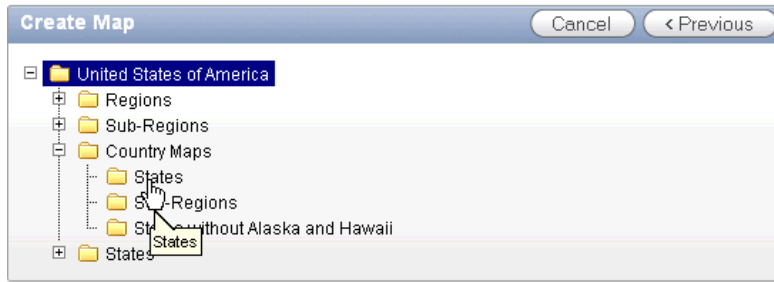 Create Map
Cancel
< Previous
United States of America
Regions
Sub-Regions
Country Maps
States
-Regions
without Alaska and Hawaii
States
States